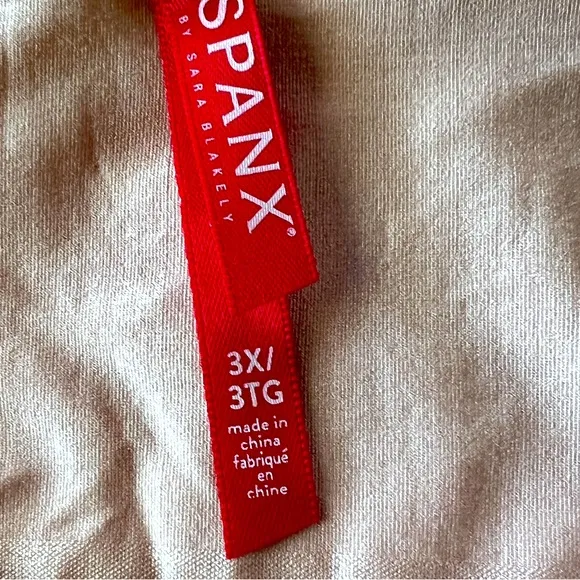 SPANX®
BY SARA BLAKELY
3X/
3TG
made in
china
fabriqué
en
chine